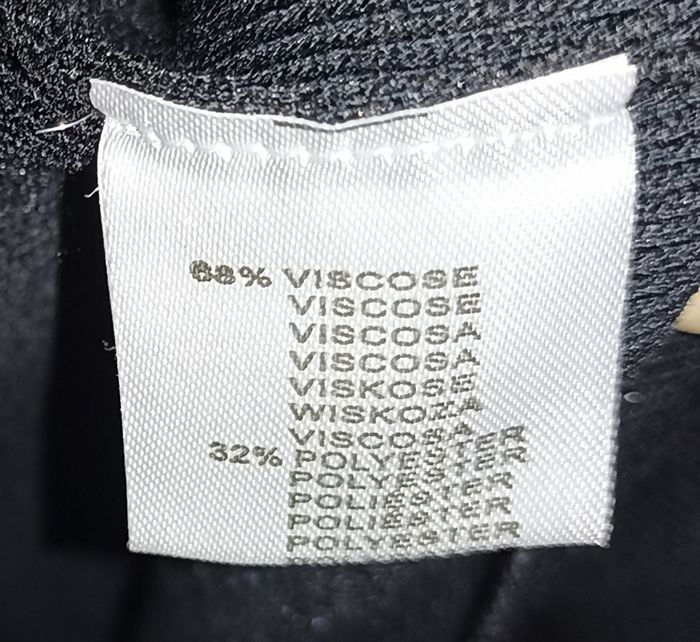 68% VISCOSE
VISCOSE
VISCOSA
VISCOSA
VISKOSE
WISKOZA
VISCOSA
32% POLYESTER
POLYESTER
POLIESTER
POLIESTER
POLYESTER